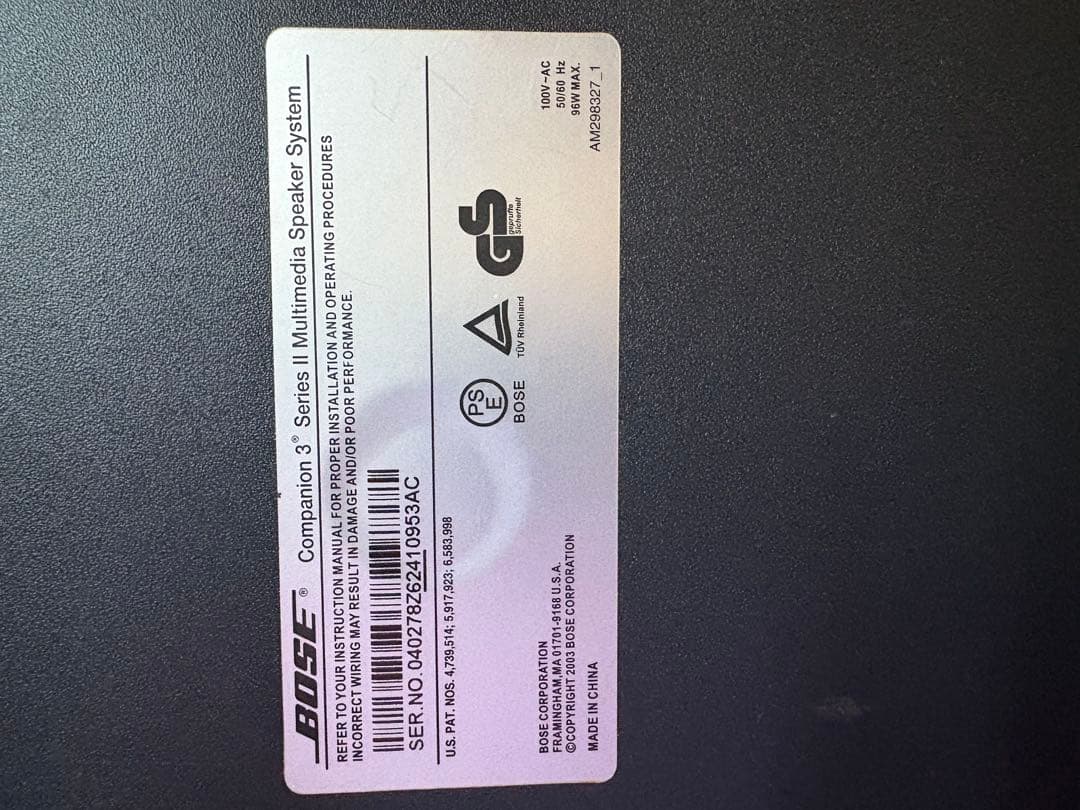 BOSE® Companion 3® Series II Multimedia Speaker System
REFER TO YOUR INSTRUCTION MANUAL FOR PROPER INSTALLATION AND OPERATING PROCEDURES
INCORRECT WIRING MAY RESULT IN DAMAGE AND/OR POOR PERFORMANCE.
SER.NO. 040278Z62410953AC
U.S. PAT. NOS. 4,739,514; 5,917,923; 6,583,998
PS
E
BOSE
TÜV Rheinland
GS
geprüfte
Sicherheit
BOSE CORPORATION
FRAMINGHAM,MA 01701-9168 U.S.A.
©COPYRIGHT 2003 BOSE CORPORATION
MADE IN CHINA
100V~AC
50/60 Hz
96W MAX.
AM298327_1